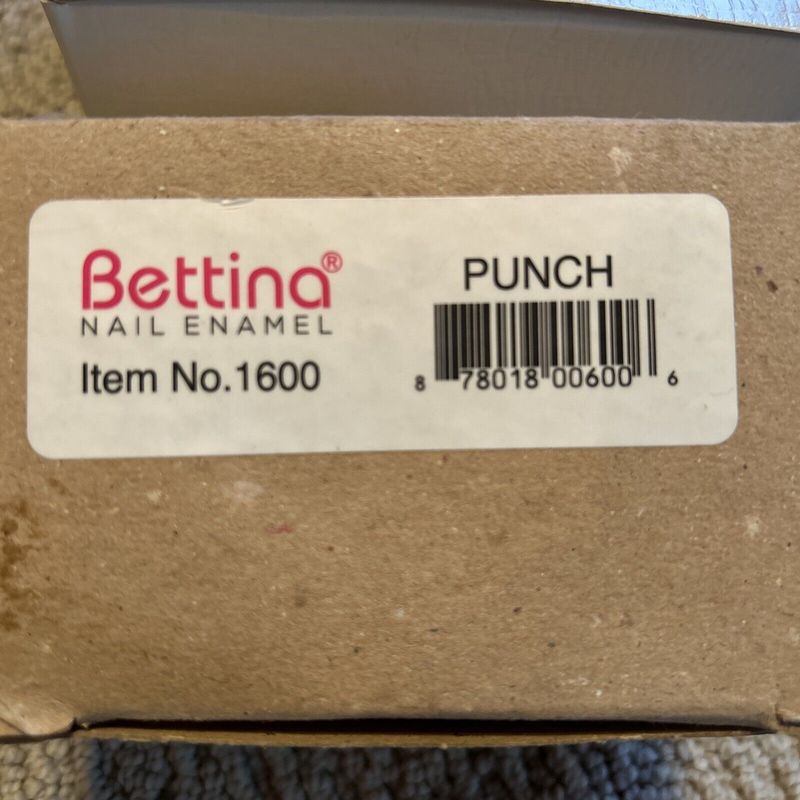 Bettina®
NAIL ENAMEL
Item No.1600
PUNCH
8 78018 00600 6